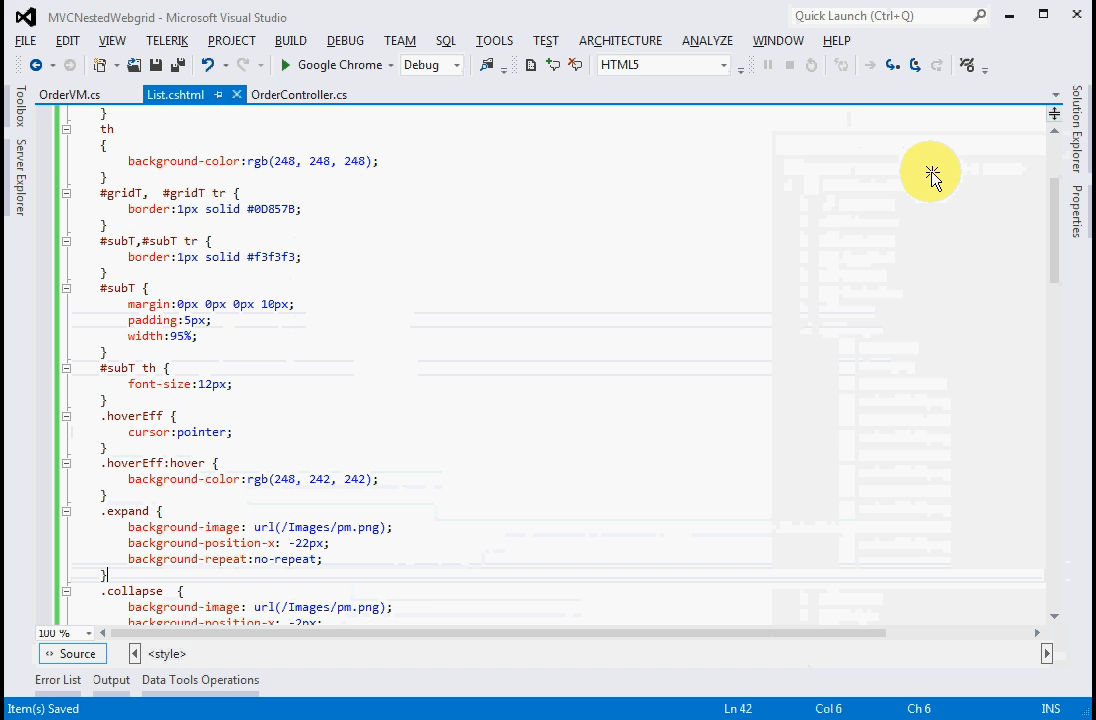 MVCNestedWebgrid - Microsoft Visual Studio
Quick Launch (Ctrl+Q)
FILE EDIT VIEW TELERIK PROJECT BUILD DEBUG TEAM SQL TOOLS TEST ARCHITECTURE ANALYZE WINDOW HELP
Google Chrome Debug HTML5
Toolbox
Server Explorer
Solution Explorer
Properties
OrderVM.cs List.cshtml OrderController.cs
}
th
{
background-color:rgb(248, 248, 248);
}
#gridT, #gridT tr {
border:1px solid #0D857B;
}
#subT,#subT tr {
border:1px solid #f3f3f3;
}
#subT {
margin:0px 0px 0px 10px;
padding:5px;
width:95%;
}
#subT th {
font-size:12px;
}
.hoverEff {
cursor:pointer;
}
.hoverEff:hover {
background-color:rgb(248, 242, 242);
}
.expand {
background-image: url(/Images/pm.png);
background-position-x: -22px;
background-repeat:no-repeat;
}
.collapse {
background-image: url(/Images/pm.png);
background-position-x: -2px;
100 %
Source <style>
Error List Output Data Tools Operations
Item(s) Saved Ln 42 Col 6 Ch 6 INS